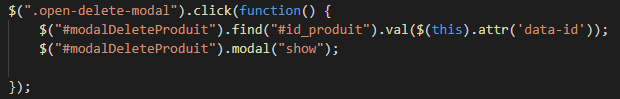 $(".open-delete-modal").click(function() {
    $("#modalDeleteProduit").find("#id_produit").val($(this).attr('data-id'));
    $("#modalDeleteProduit").modal("show");
});